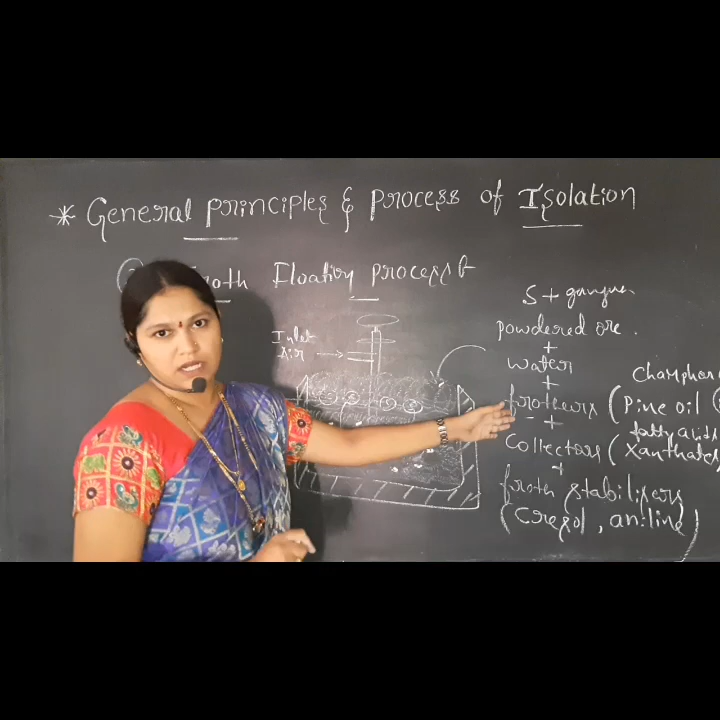 * General principles & process of Isolation
Froth Floation process
S + gangue
powdered ore.
+
Inlet
Air
water
+
Champhor
frothers (Pine oil
+
fatty acids
Collectors (Xanthates
+
froth stabilizers
(Cresol, aniline)